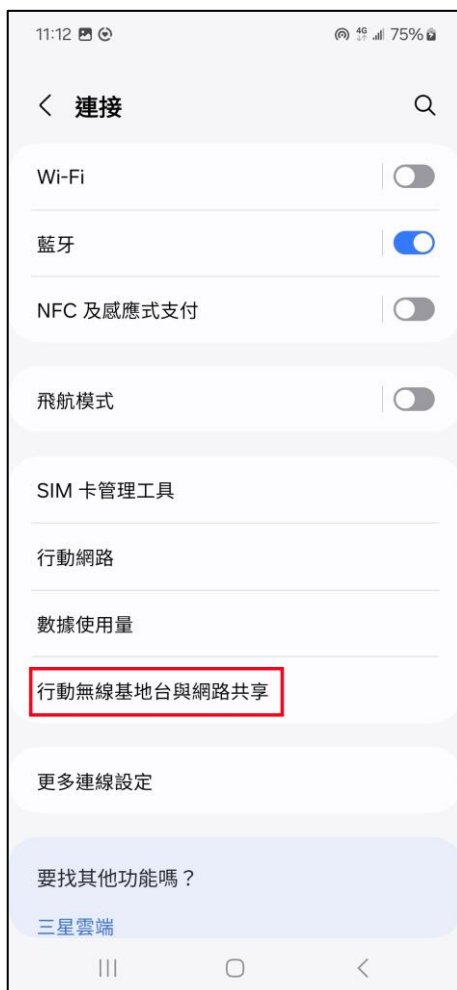 11:12
4G 75%
連接
Wi-Fi
藍牙
NFC 及感應式支付
飛航模式
SIM 卡管理工具
行動網路
數據使用量
行動無線基地台與網路共享
更多連線設定
要找其他功能嗎？
三星雲端